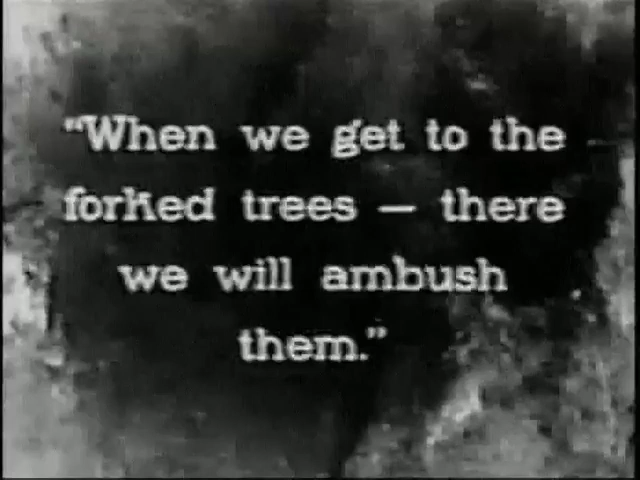 “When we get to the
forked trees — there
we will ambush
them.”